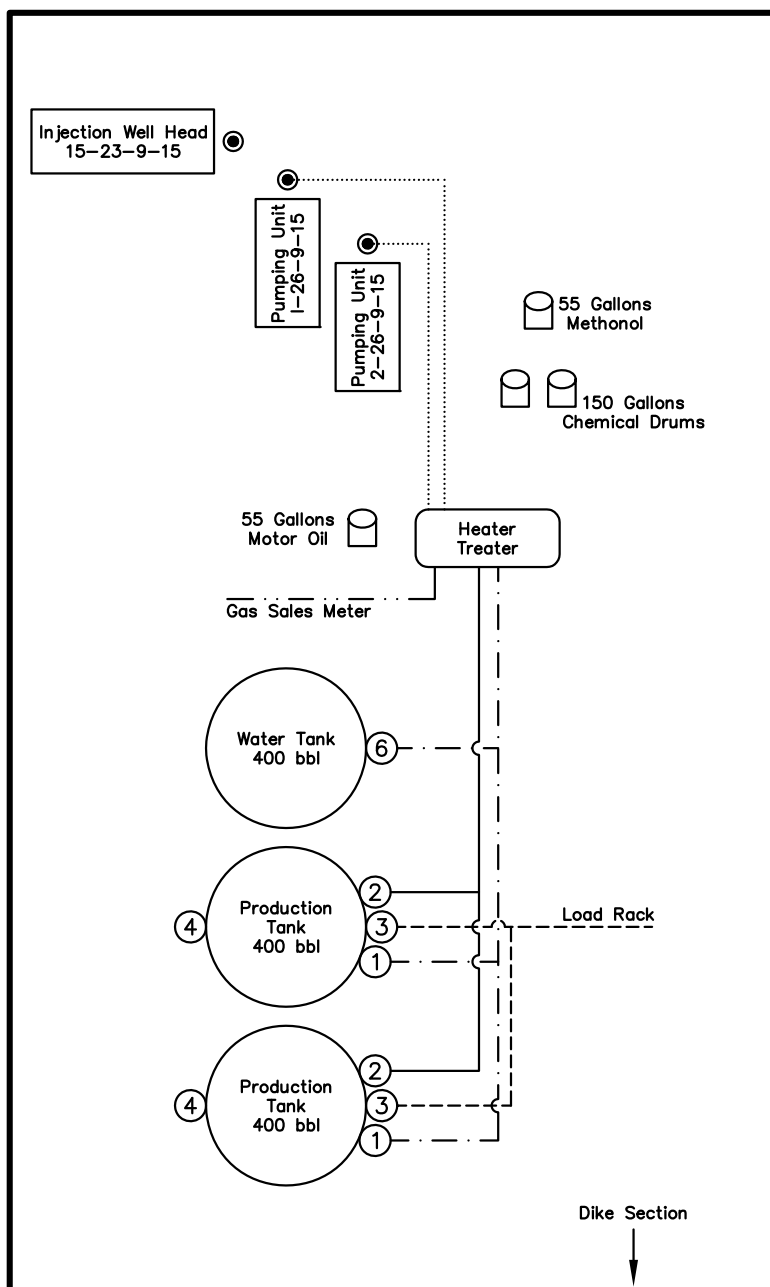 Injection Well Head
15-23-9-15
Pumping Unit
1-26-9-15
Pumping Unit
2-26-9-15
55 Gallons
Methonol
150 Gallons
Chemical Drums
55 Gallons
Motor Oil
Heater
Treater
Gas Sales Meter
Water Tank
400 bbl
6
2
Production
Tank
400 bbl
4
3
Load Rack
1
2
Production
Tank
400 bbl
4
3
1
Dike Section